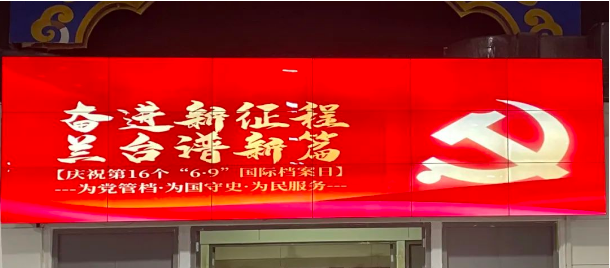 奋进新征程
兰台谱新篇
【庆祝第16个“6·9”国际档案日】
---为党管档·为国守史·为民服务---